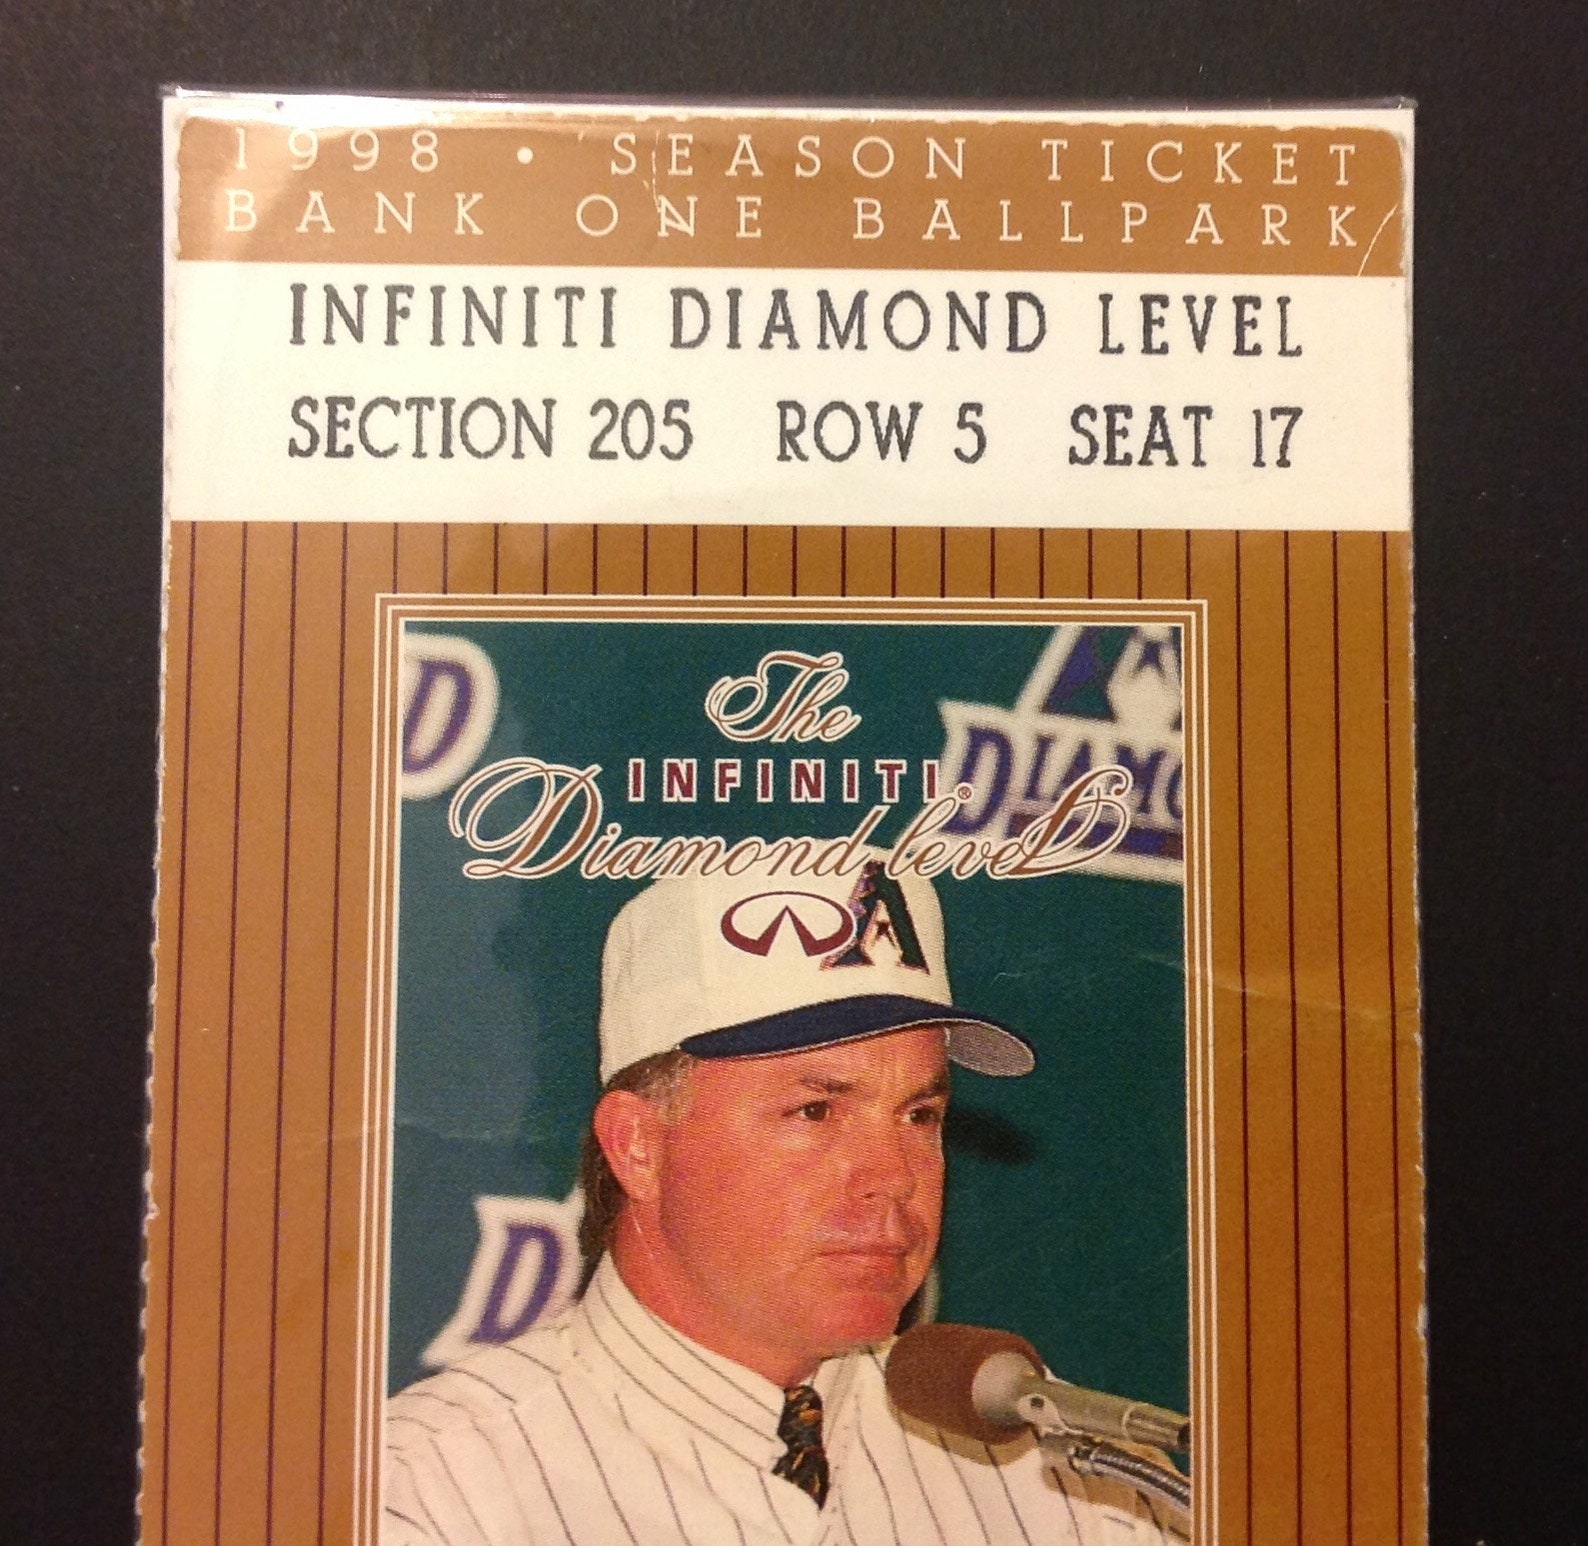 1998 • SEASON TICKET
BANK ONE BALLPARK
INFINITI DIAMOND LEVEL
SECTION 205 ROW 5 SEAT 17
The
INFINITI®
Diamond level
D
DIAMO
A
D